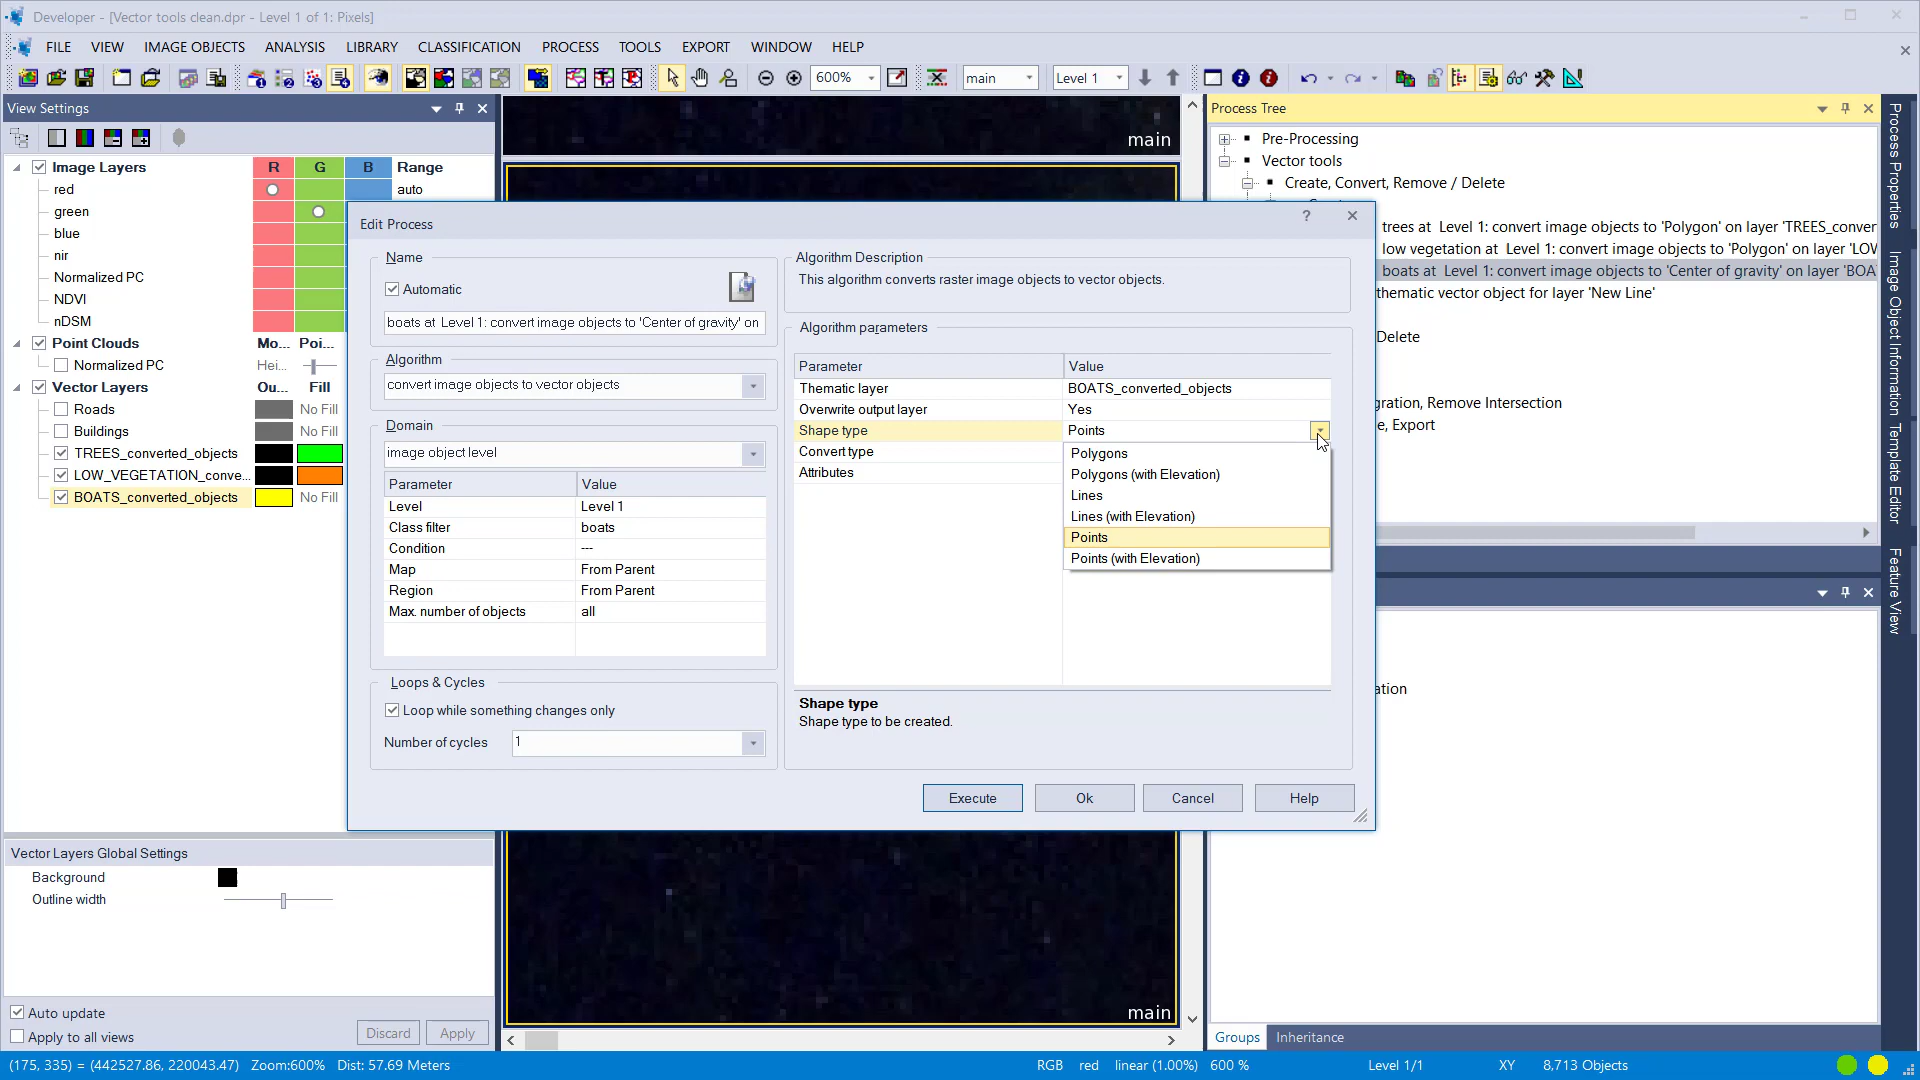 Developer - [Vector tools clean.dpr - Level 1 of 1: Pixels]
FILE VIEW IMAGE OBJECTS ANALYSIS LIBRARY CLASSIFICATION PROCESS TOOLS EXPORT WINDOW HELP
600% main Level 1
View Settings
Image Layers R G B Range
red auto
green
blue
nir
Normalized PC
NDVI
nDSM
Point Clouds Mo... Poi...
Normalized PC Hei...
Vector Layers Ou... Fill
Roads No Fill
Buildings No Fill
TREES_converted_objects
LOW_VEGETATION_conve...
BOATS_converted_objects No Fill
Vector Layers Global Settings
Background
Outline width
Auto update
Apply to all views Discard Apply
main
main
Edit Process
Name
Automatic
boats at Level 1: convert image objects to 'Center of gravity' on
Algorithm
convert image objects to vector objects
Domain
image object level
Parameter Value
Level Level 1
Class filter boats
Condition ---
Map From Parent
Region From Parent
Max. number of objects all
Loops & Cycles
Loop while something changes only
Number of cycles 1
Algorithm Description
This algorithm converts raster image objects to vector objects.
Algorithm parameters
Parameter Value
Thematic layer BOATS_converted_objects
Overwrite output layer Yes
Shape type Points
Convert type
Attributes
Polygons
Polygons (with Elevation)
Lines
Lines (with Elevation)
Points
Points (with Elevation)
Shape type
Shape type to be created.
Execute Ok Cancel Help
Process Tree
Pre-Processing
Vector tools
Create, Convert, Remove / Delete
trees at Level 1: convert image objects to 'Polygon' on layer 'TREES_conver
low vegetation at Level 1: convert image objects to 'Polygon' on layer 'LOW
boats at Level 1: convert image objects to 'Center of gravity' on layer 'BOA
thematic vector object for layer 'New Line'
Delete
gration, Remove Intersection
e, Export
ation
Groups Inheritance
Process Properties
Image Object Information
Template Editor
Feature View
(175, 335) = (442527.86, 220043.47) Zoom:600% Dist: 57.69 Meters RGB red linear (1.00%) 600 % Level 1/1 XY 8,713 Objects